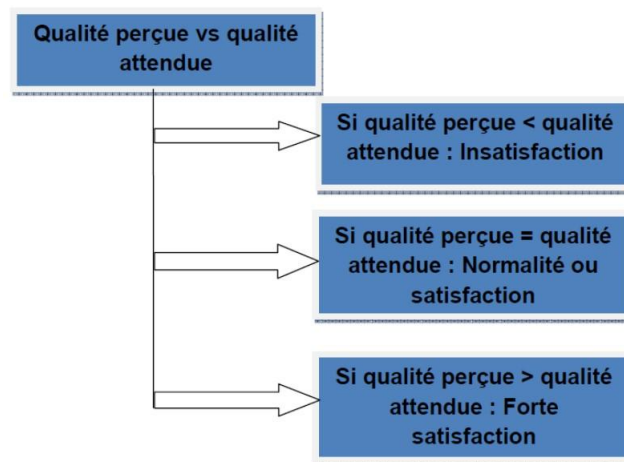 Qualité perçue vs qualité
attendue
Si qualité perçue < qualité
attendue : Insatisfaction
Si qualité perçue = qualité
attendue : Normalité ou
satisfaction
Si qualité perçue > qualité
attendue : Forte
satisfaction